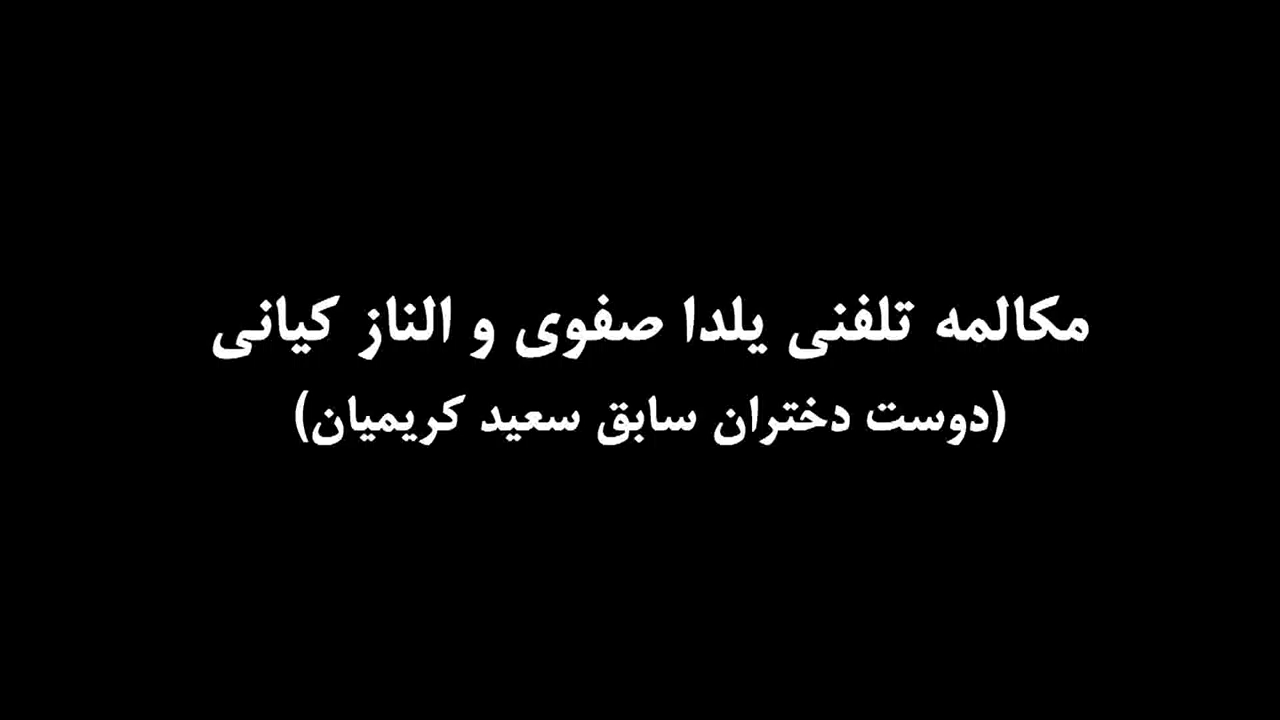 مکالمه تلفنی یلدا صفوی و الناز کیانی
(دوست دختران سابق سعید کریمیان)